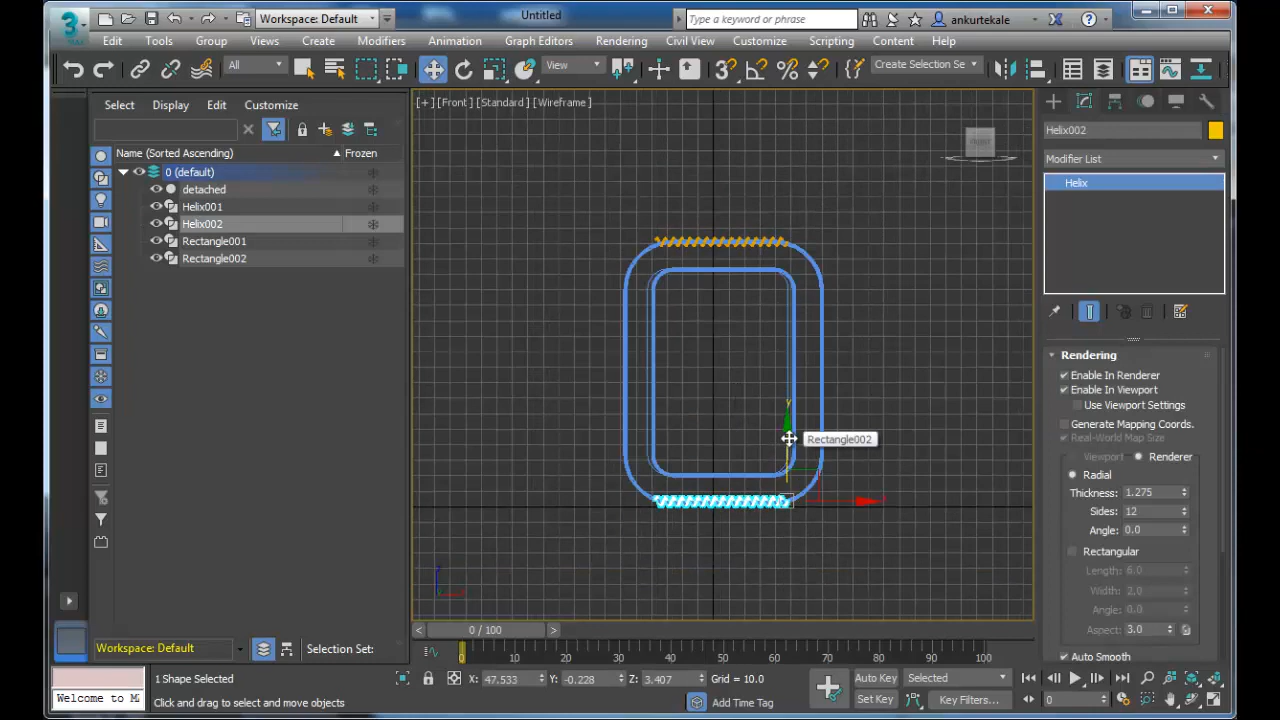 3
Workspace: Default
Untitled
Type a keyword or phrase
ankurtekale
Edit Tools Group Views Create Modifiers Animation Graph Editors Rendering Civil View Customize Scripting Content Help
All
View
Create Selection Se
Select Display Edit Customize
[+] [Front] [Standard] [Wireframe]
Helix002
Name (Sorted Ascending) Frozen
Modifier List
0 (default)
Helix
detached
Helix001
Helix002
Rectangle001
Rectangle002
Rendering
Enable In Renderer
Enable In Viewport
Use Viewport Settings
Generate Mapping Coords.
Real-World Map Size
Viewport Renderer
Radial
Thickness: 1.275
Sides: 12
Angle: 0.0
Rectangular
Length: 6.0
Width: 2.0
Angle: 0.0
Aspect: 3.0
Auto Smooth
y
Rectangle002
z
0 / 100
Workspace: Default
Selection Set:
0 10 20 30 40 50 60 70 80 90 100
1 Shape Selected
X: 47.533 Y: -0.228 Z: 3.407 Grid = 10.0
Auto Key Selected
Welcome to M
Click and drag to select and move objects
Add Time Tag
Set Key Key Filters...
0